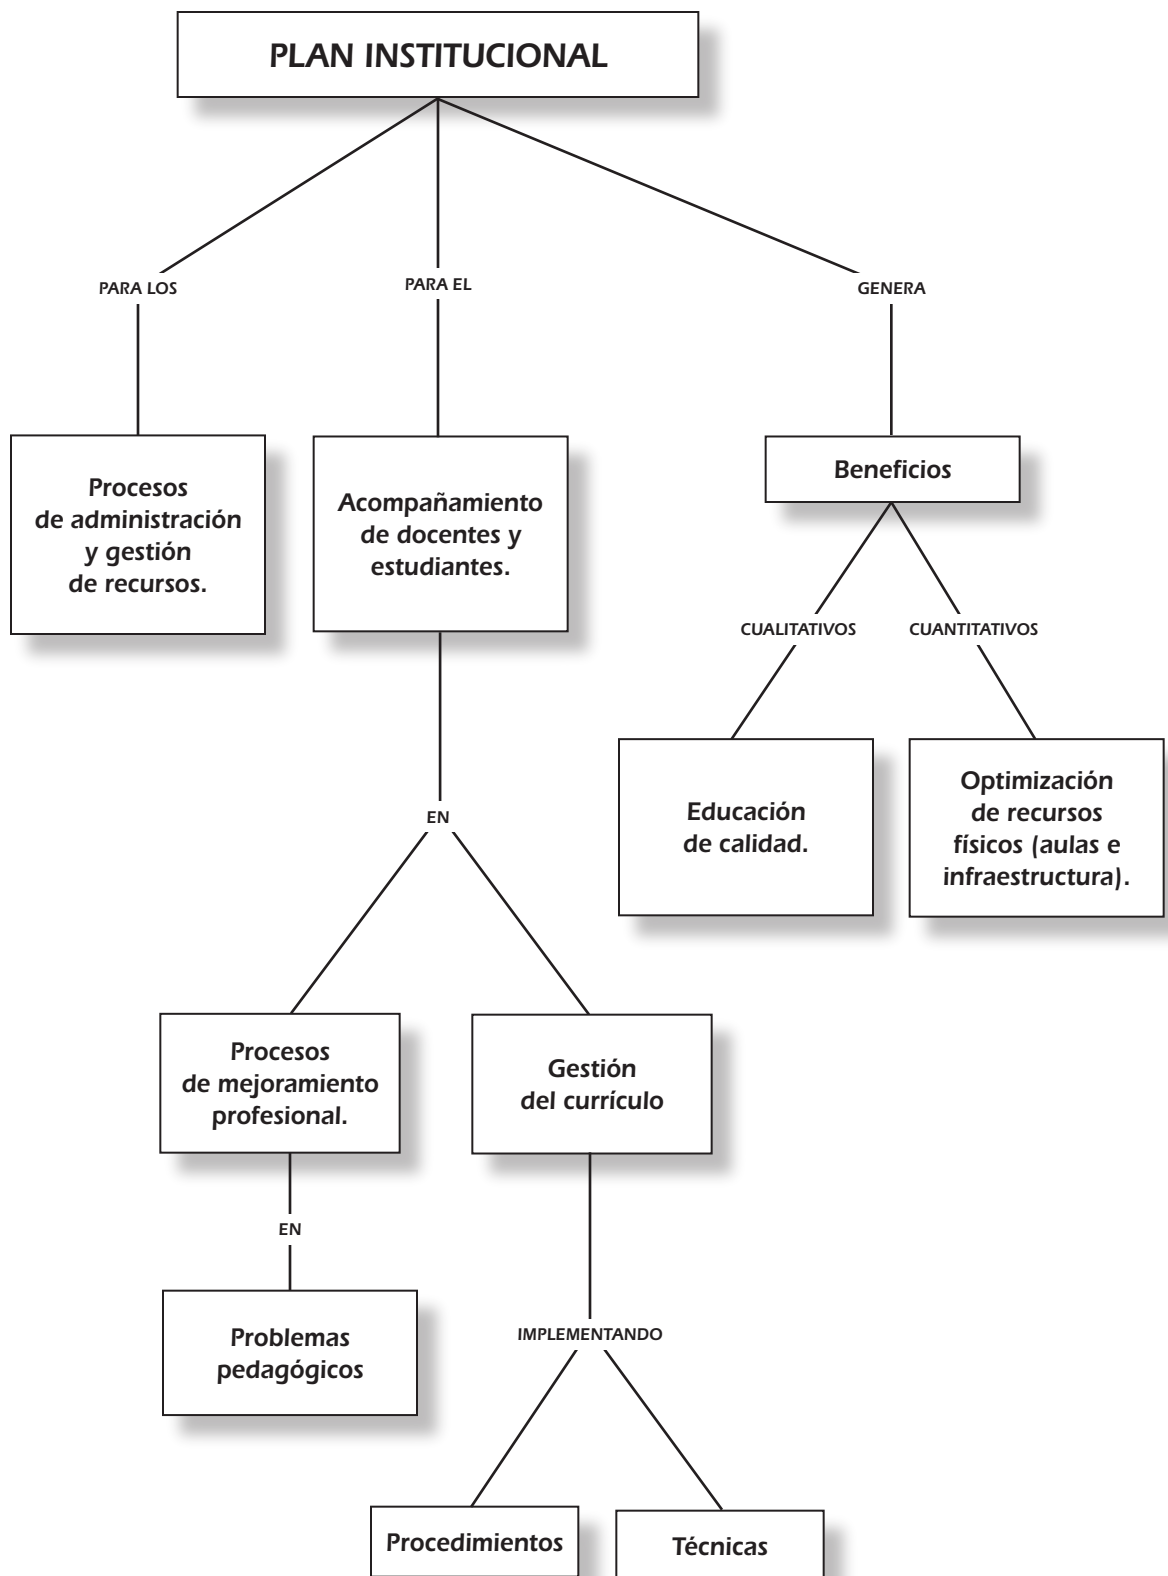 PLAN INSTITUCIONAL
PARA LOS
PARA EL
GENERA
Procesos
de administración
y gestión
de recursos.
Acompañamiento
de docentes y
estudiantes.
Beneficios
CUALITATIVOS
CUANTITATIVOS
Educación
de calidad.
Optimización
de recursos
físicos (aulas e
infraestructura).
EN
Procesos
de mejoramiento
profesional.
Gestión
del currículo
EN
Problemas
pedagógicos
IMPLEMENTANDO
Procedimientos
Técnicas